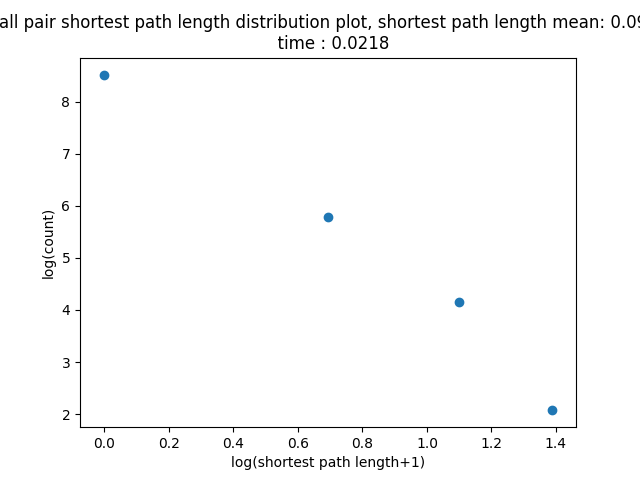 all pair shortest path length distribution plot, shortest path length mean: 0.09
time : 0.0218
8
7
6
5
4
3
2
log(count)
0.0 0.2 0.4 0.6 0.8 1.0 1.2 1.4
log(shortest path length+1)